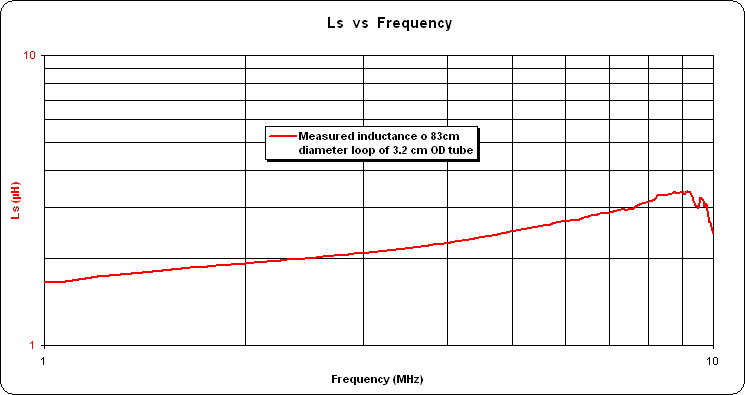 Ls vs Frequency
10
Measured inductance o 83cm
diameter loop of 3.2 cm OD tube
Ls (µH)
1
1
10
Frequency (MHz)